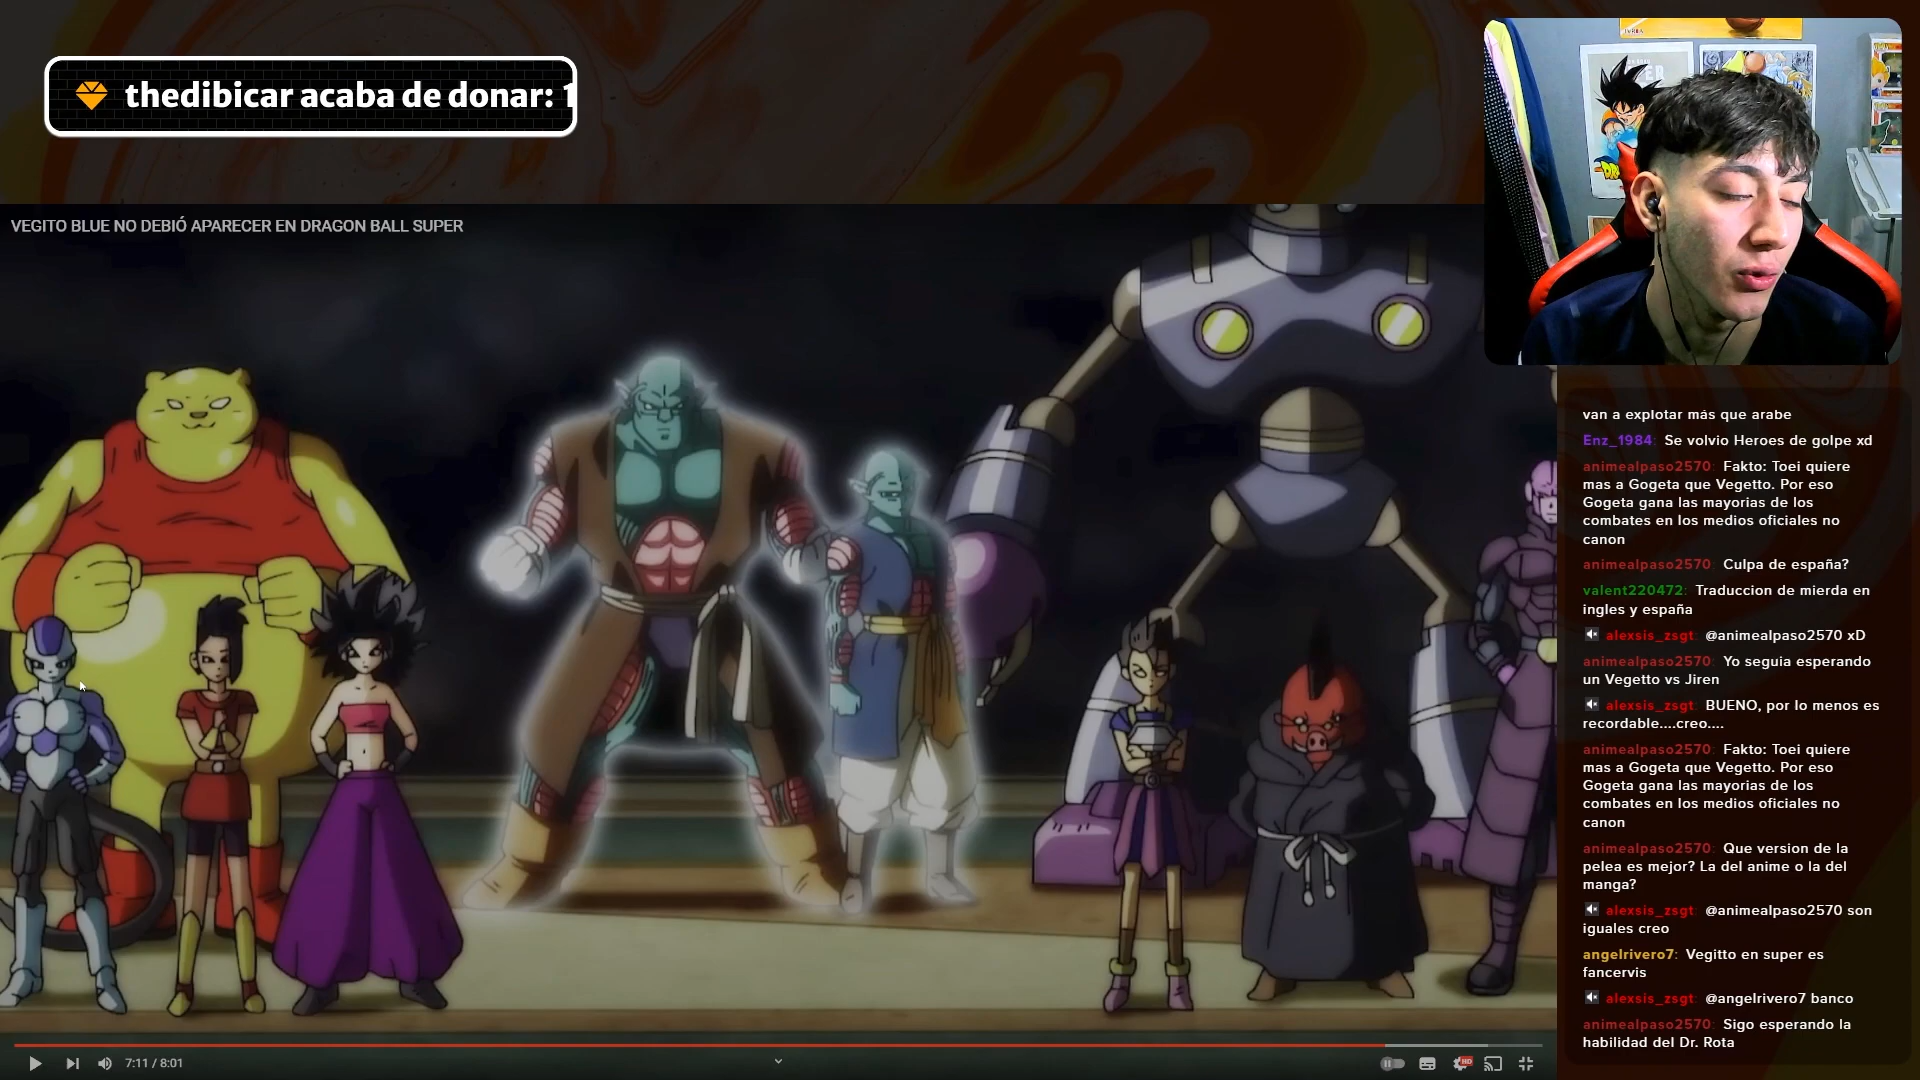 thedibicar acaba de donar: 1
VEGITO BLUE NO DEBIÓ APARECER EN DRAGON BALL SUPER
van a explotar más que arabe
Enz_1984: Se volvio Heroes de golpe xd
animealpaso2570: Fakto: Toei quiere
mas a Gogeta que Vegetto. Por eso
Gogeta gana las mayorias de los
combates en los medios oficiales no
canon
animealpaso2570: Culpa de españa?
valent220472: Traduccion de mierda en
ingles y españa
alexsis_zsgt: @animealpaso2570 xD
animealpaso2570: Yo seguia esperando
un Vegetto vs Jiren
alexsis_zsgt: BUENO, por lo menos es
recordable....creo....
animealpaso2570: Fakto: Toei quiere
mas a Gogeta que Vegetto. Por eso
Gogeta gana las mayorias de los
combates en los medios oficiales no
canon
animealpaso2570: Que version de la
pelea es mejor? La del anime o la del
manga?
alexsis_zsgt: @animealpaso2570 son
iguales creo
angelrivero7: Vegitto en super es
fancervis
alexsis_zsgt: @angelrivero7 banco
animealpaso2570: Sigo esperando la
habilidad del Dr. Rota
7:11 / 8:01
HD